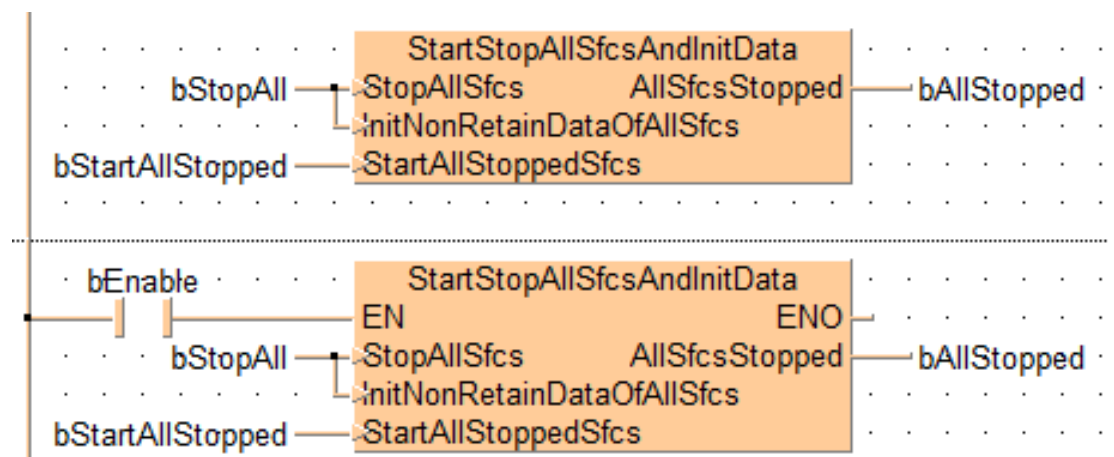 StartStopAllSfcsAndInitData
bStopAll StopAllSfcs AllSfcsStopped bAllStopped
InitNonRetainDataOfAllSfcs
bStartAllStopped StartAllStoppedSfcs
bEnable StartStopAllSfcsAndInitData
EN ENO
bStopAll StopAllSfcs AllSfcsStopped bAllStopped
InitNonRetainDataOfAllSfcs
bStartAllStopped StartAllStoppedSfcs